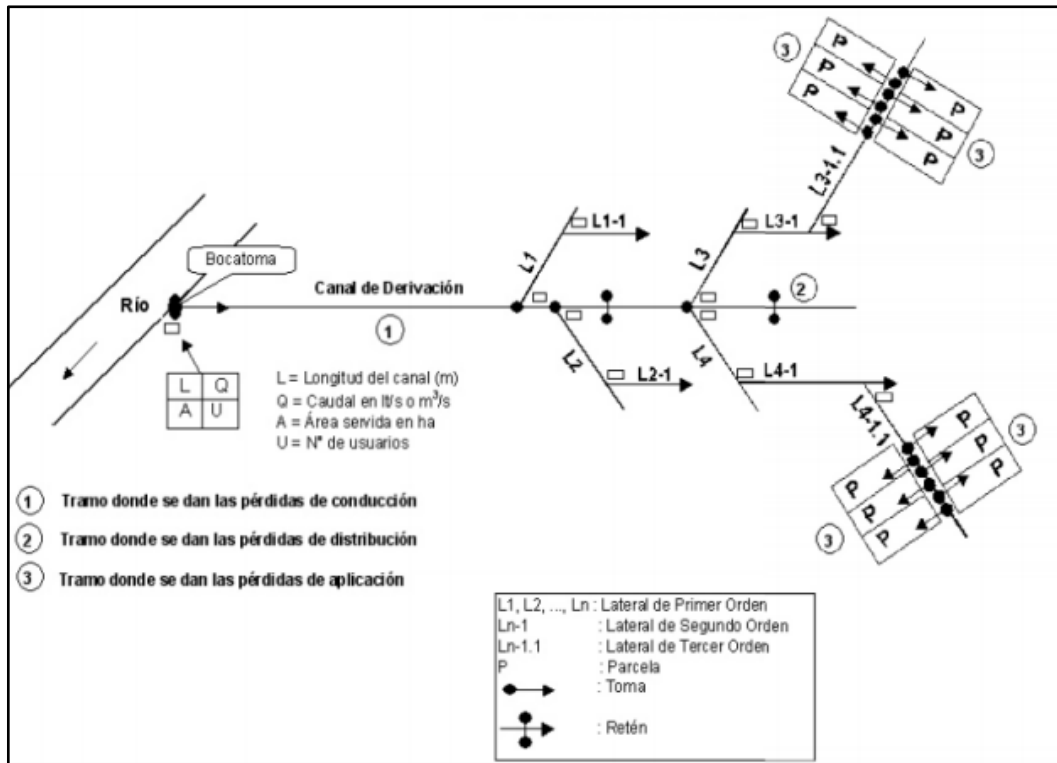 3
P
P
P
P
P
P
3
L3-1.1
L1-1
L3-1
L1
L3
Bocatoma
Río
Canal de Derivación
1
2
L2
L2-1
L4
L4-1
L4-1.1
L Q
A U
L = Longitud del canal (m)
Q = Caudal en lt/s o m³/s
A = Área servida en ha
U = N° de usuarios
P
P
P
3
P
P
P
3
1 Tramo donde se dan las pérdidas de conducción
2 Tramo donde se dan las pérdidas de distribución
3 Tramo donde se dan las pérdidas de aplicación
L1, L2, ..., Ln : Lateral de Primer Orden
Ln-1 : Lateral de Segundo Orden
Ln-1.1 : Lateral de Tercer Orden
P : Parcela
: Toma
: Retén